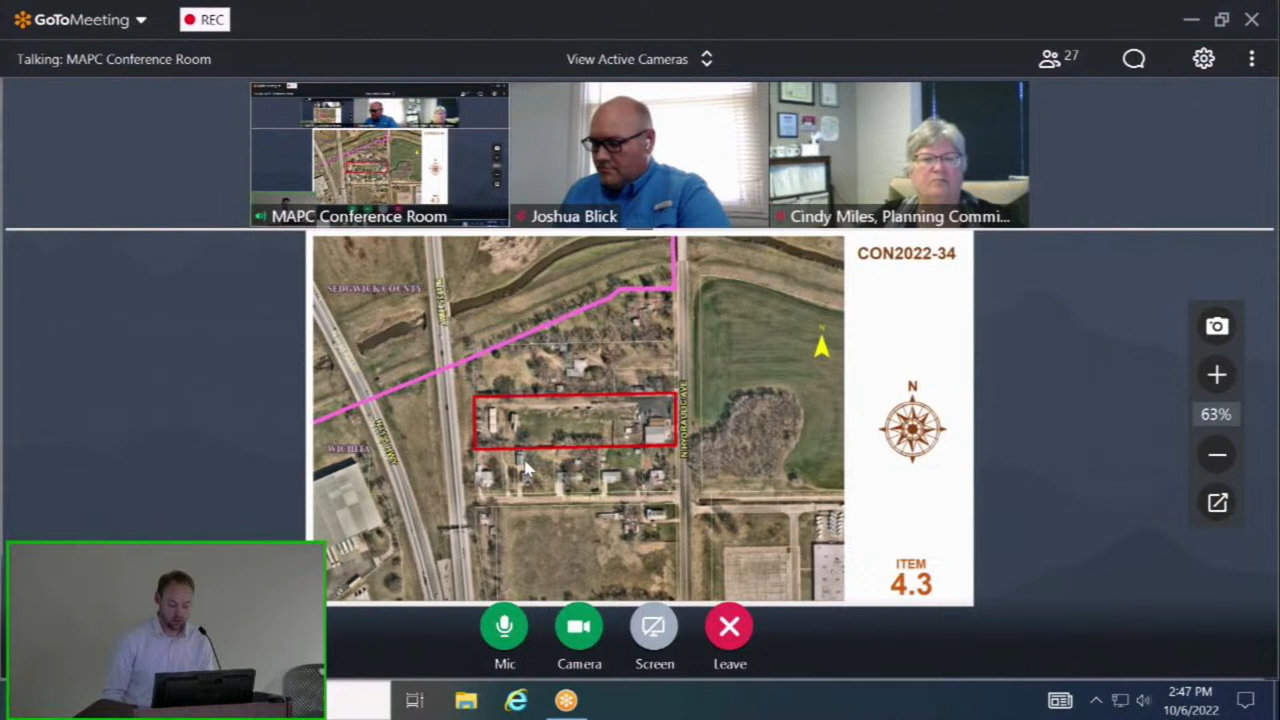 GoToMeeting
REC
Talking: MAPC Conference Room
View Active Cameras
27
MAPC Conference Room
Joshua Blick
Cindy Miles, Planning Commi...
CON2022-34
SEDGWICK COUNTY
N
N HYDRAULIC AVE
N
63%
WICHITA
ITEM
4.3
Mic
Camera
Screen
Leave
2:47 PM
10/6/2022